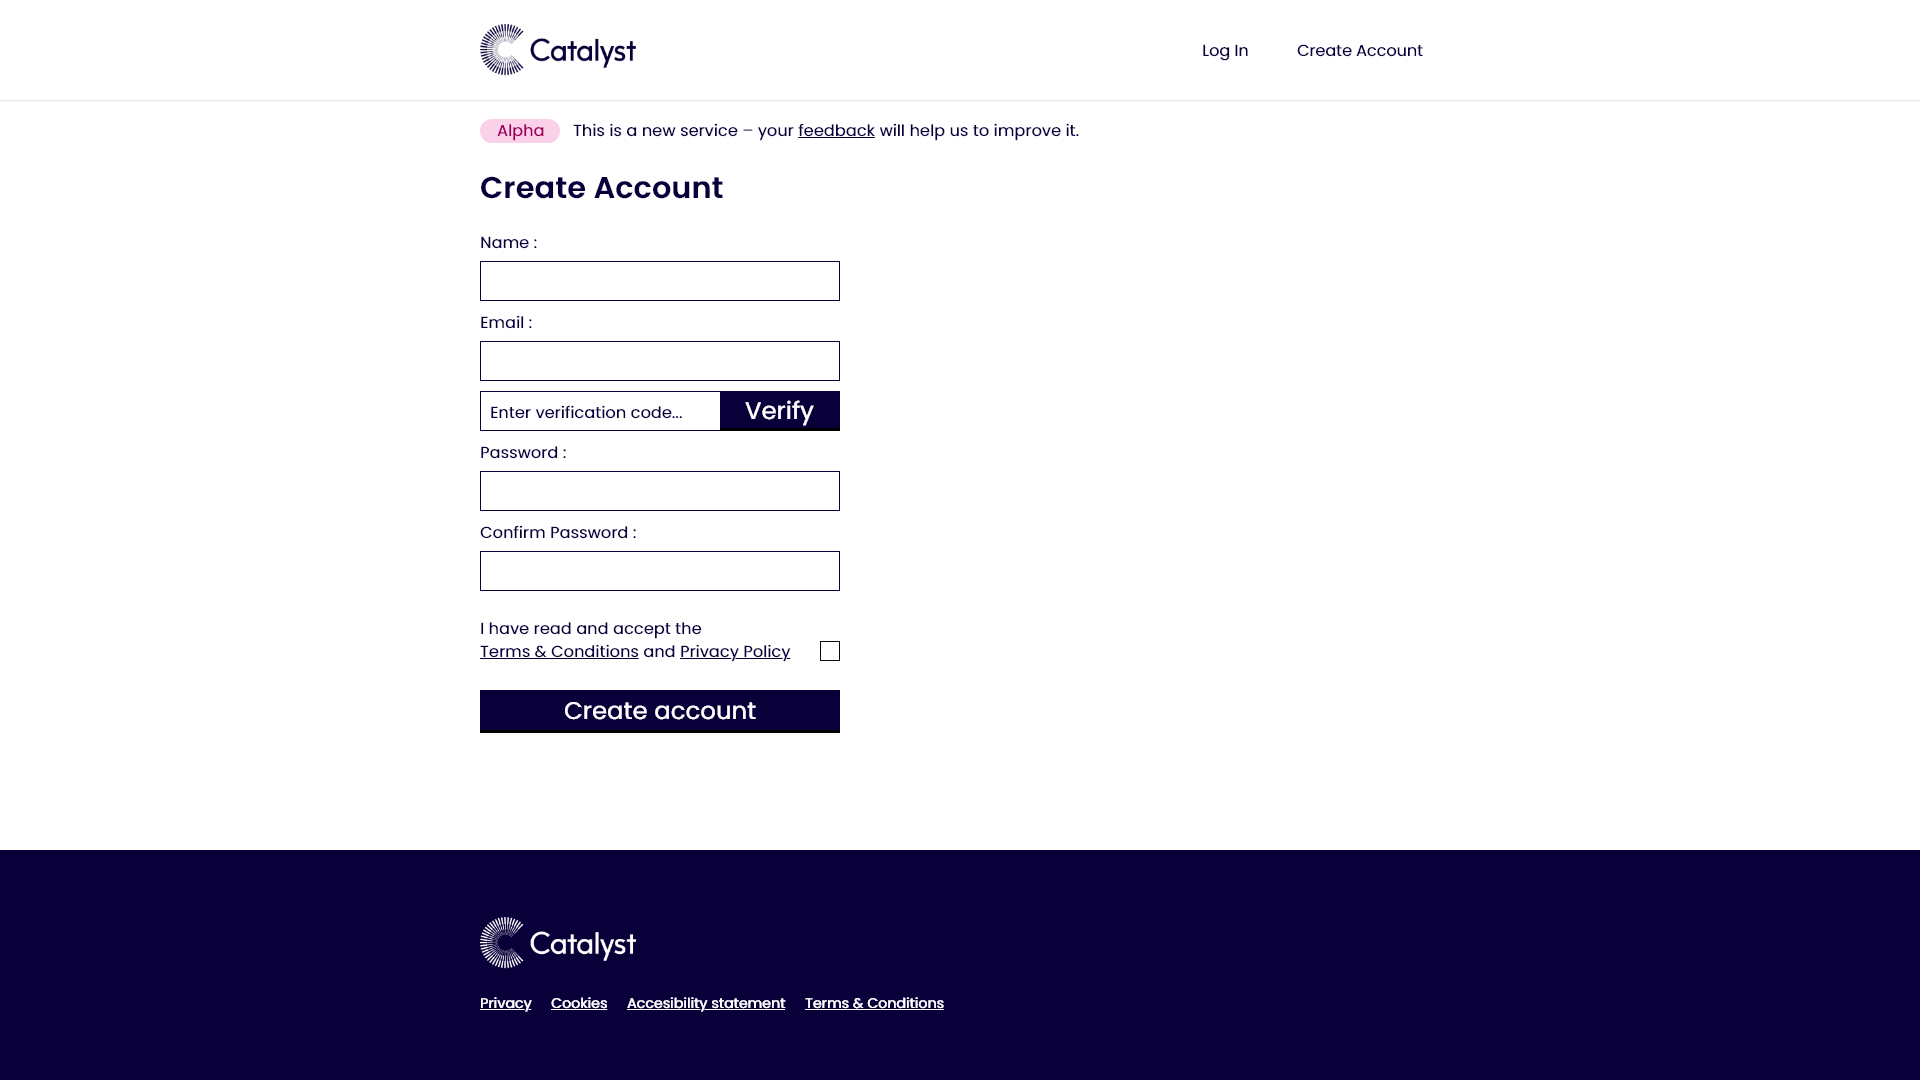 Catalyst
Log In
Create Account
Alpha
This is a new service – your feedback will help us to improve it.
Create Account
Name :
Email :
Enter verification code...
Verify
Password :
Confirm Password :
I have read and accept the
Terms & Conditions and Privacy Policy
Create account
Catalyst
Privacy
Cookies
Accesibility statement
Terms & Conditions